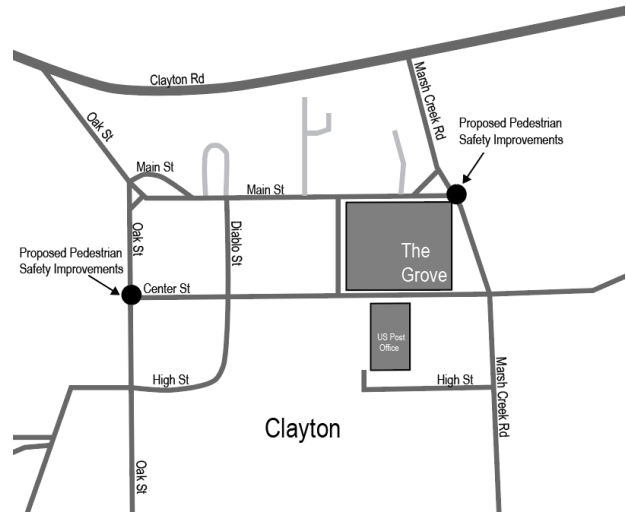 Clayton Rd
Oak St
Marsh Creek Rd
Proposed Pedestrian
Safety Improvements
Main St
Main St
Oak St
Diablo St
The
Grove
Proposed Pedestrian
Safety Improvements
Center St
US Post
Office
High St
High St
Marsh Creek Rd
Clayton
Oak St